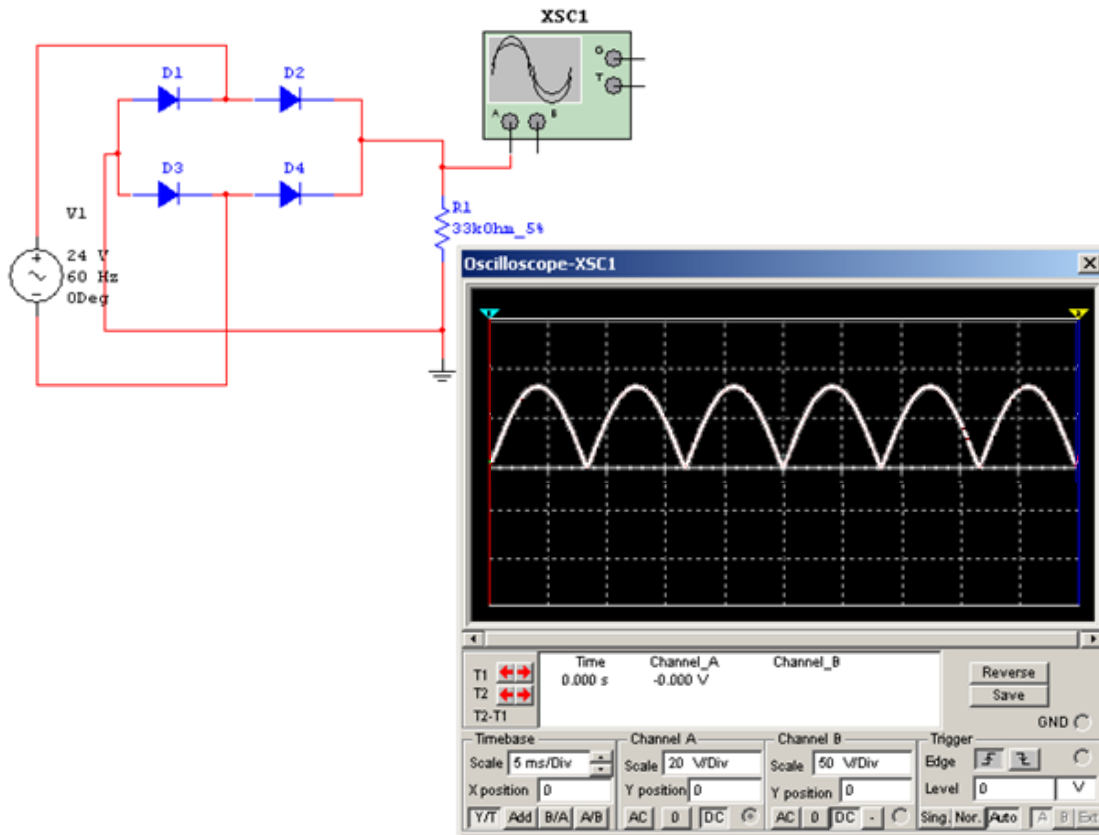 XSC1
G
T
A
B
D1
D2
D3
D4
V1
24 V
60 Hz
0Deg
R1
33kOhm_5%
Oscilloscope-XSC1
Time Channel_A Channel_B
T1 0.000 s -0.000 V
T2
T2-T1
Reverse
Save
GND
Timebase
Scale 5 ms/Div
X position 0
Y/T Add B/A A/B
Channel A
Scale 20 V/Div
Y position 0
AC 0 DC
Channel B
Scale 50 V/Div
Y position 0
AC 0 DC -
Trigger
Edge
Level 0 V
Sing. Nor. Auto A B Ext